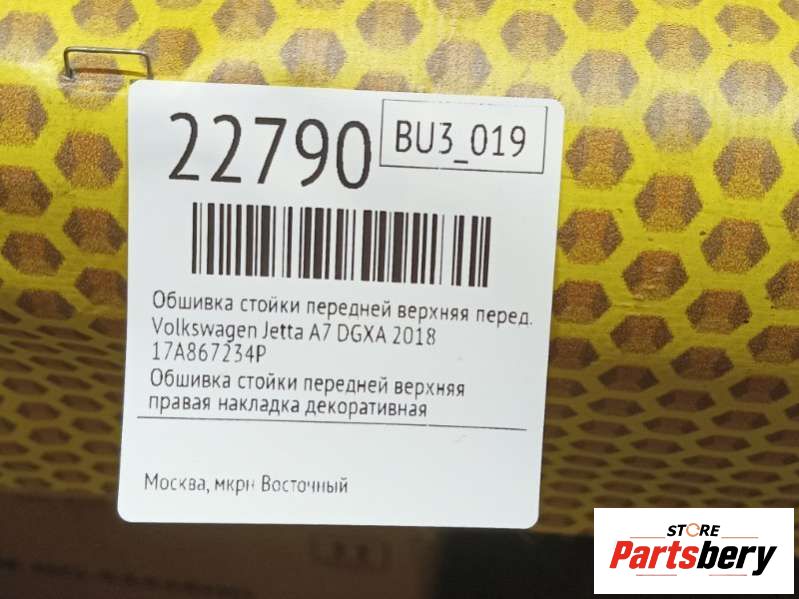 22790
BU3_019
Обшивка стойки передней верхняя перед.
Volkswagen Jetta A7 DGXA 2018
17A867234P
Обшивка стойки передней верхняя
правая накладка декоративная
Москва, мкрн Восточный
STORE
Partsbery